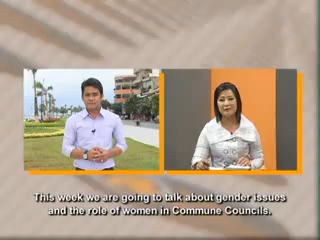 This week we are going to talk about gender issues
and the role of women in Commune Councils.